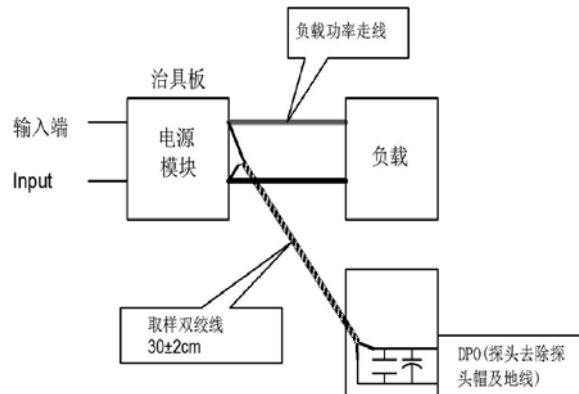 负载功率走线
治具板
输入端
Input
电源
模块
负载
取样双绞线
30±2cm
DPO(探头去除探
头帽及地线)